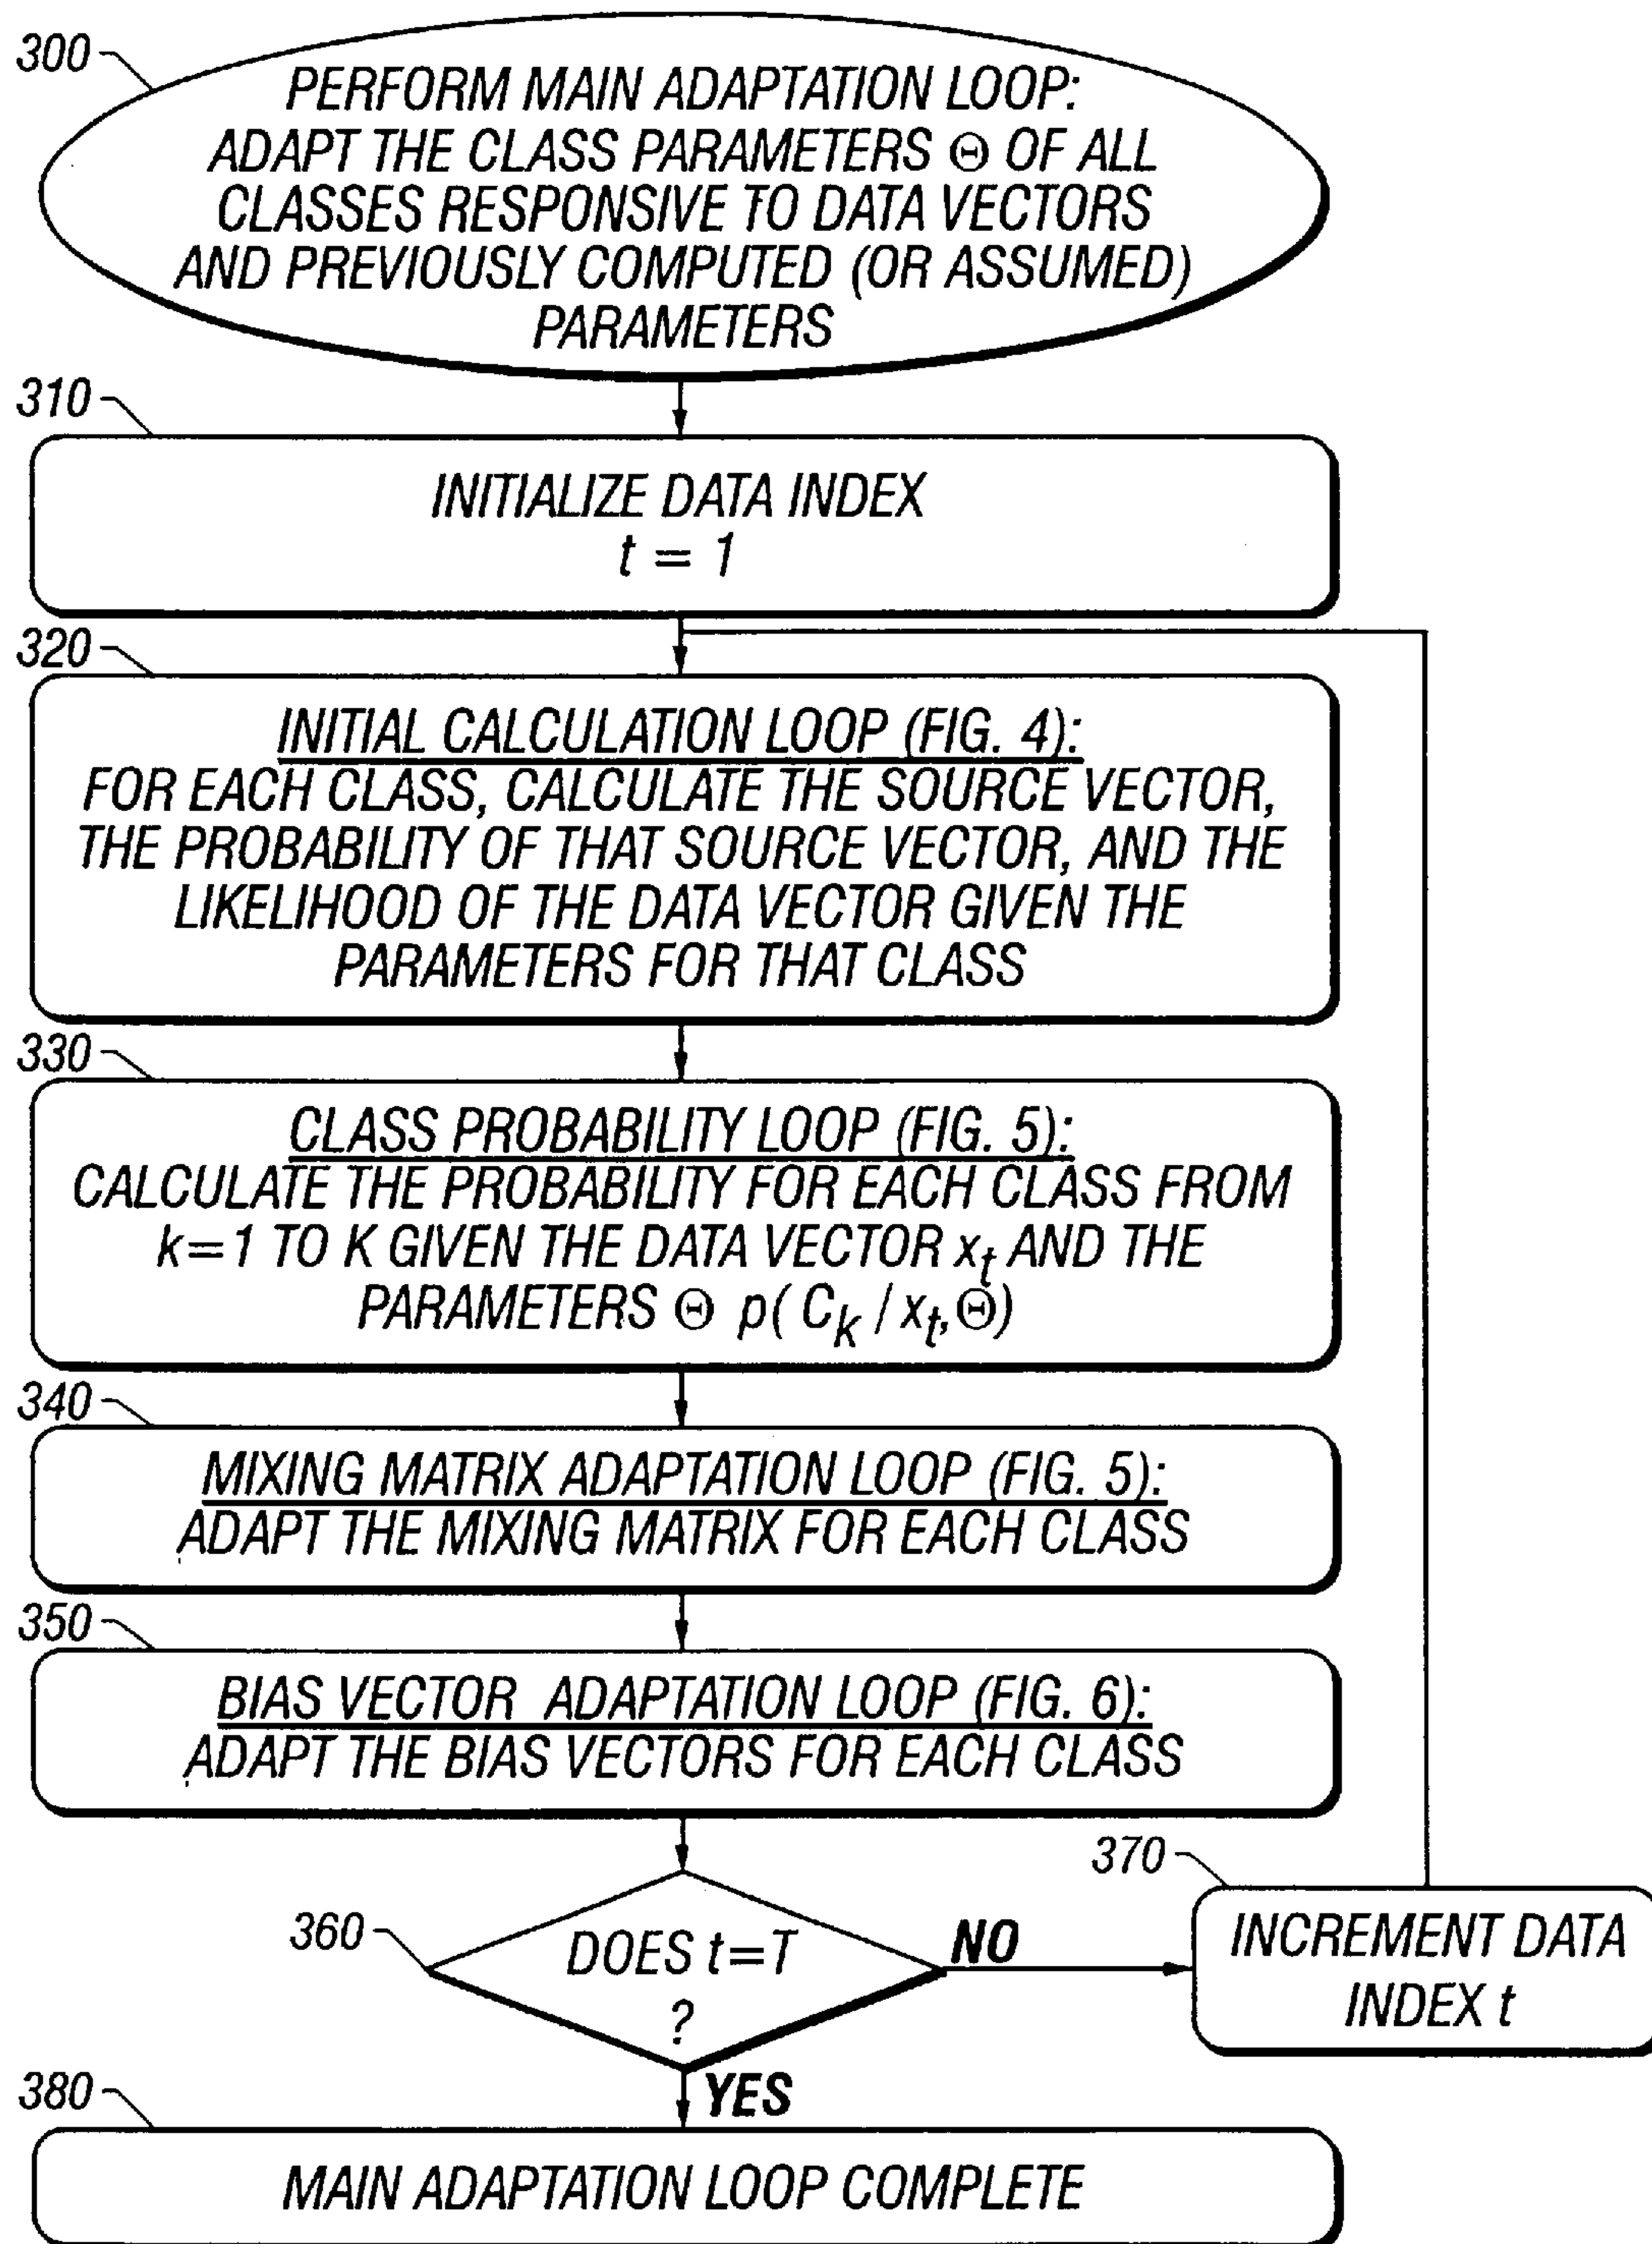 300
PERFORM MAIN ADAPTATION LOOP:
ADAPT THE CLASS PARAMETERS Θ OF ALL
CLASSES RESPONSIVE TO DATA VECTORS
AND PREVIOUSLY COMPUTED (OR ASSUMED)
PARAMETERS
310
INITIALIZE DATA INDEX
t = 1
320
INITIAL CALCULATION LOOP (FIG. 4):
FOR EACH CLASS, CALCULATE THE SOURCE VECTOR,
THE PROBABILITY OF THAT SOURCE VECTOR, AND THE
LIKELIHOOD OF THE DATA VECTOR GIVEN THE
PARAMETERS FOR THAT CLASS
330
CLASS PROBABILITY LOOP (FIG. 5):
CALCULATE THE PROBABILITY FOR EACH CLASS FROM
k=1 TO K GIVEN THE DATA VECTOR x_t AND THE
PARAMETERS Θ p( C_k / x_t, Θ)
340
MIXING MATRIX ADAPTATION LOOP (FIG. 5):
ADAPT THE MIXING MATRIX FOR EACH CLASS
350
BIAS VECTOR ADAPTATION LOOP (FIG. 6):
ADAPT THE BIAS VECTORS FOR EACH CLASS
360
DOES t=T
?
NO
370
INCREMENT DATA
INDEX t
YES
380
MAIN ADAPTATION LOOP COMPLETE